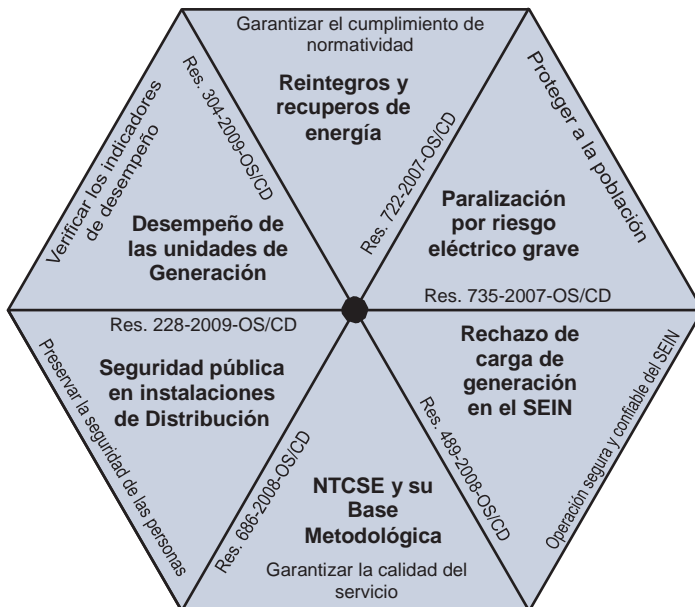 Garantizar el cumplimiento de
normatividad
Reintegros y
recuperos de
energía
Res. 722-2007-OS/CD
Proteger a la población
Paralización
por riesgo
eléctrico grave
Res. 735-2007-OS/CD
Rechazo de
carga de
generación
en el SEIN
Operación segura y confiable del SEIN
Res. 489-2008-OS/CD
NTCSE y su
Base
Metodológica
Garantizar la calidad del
servicio
Res. 686-2008-OS/CD
Seguridad pública
en instalaciones
de Distribución
Preservar la seguridad de las personas
Res. 228-2009-OS/CD
Desempeño de
las unidades de
Generación
Verificar los indicadores
de desempeño
Res. 304-2009-OS/CD